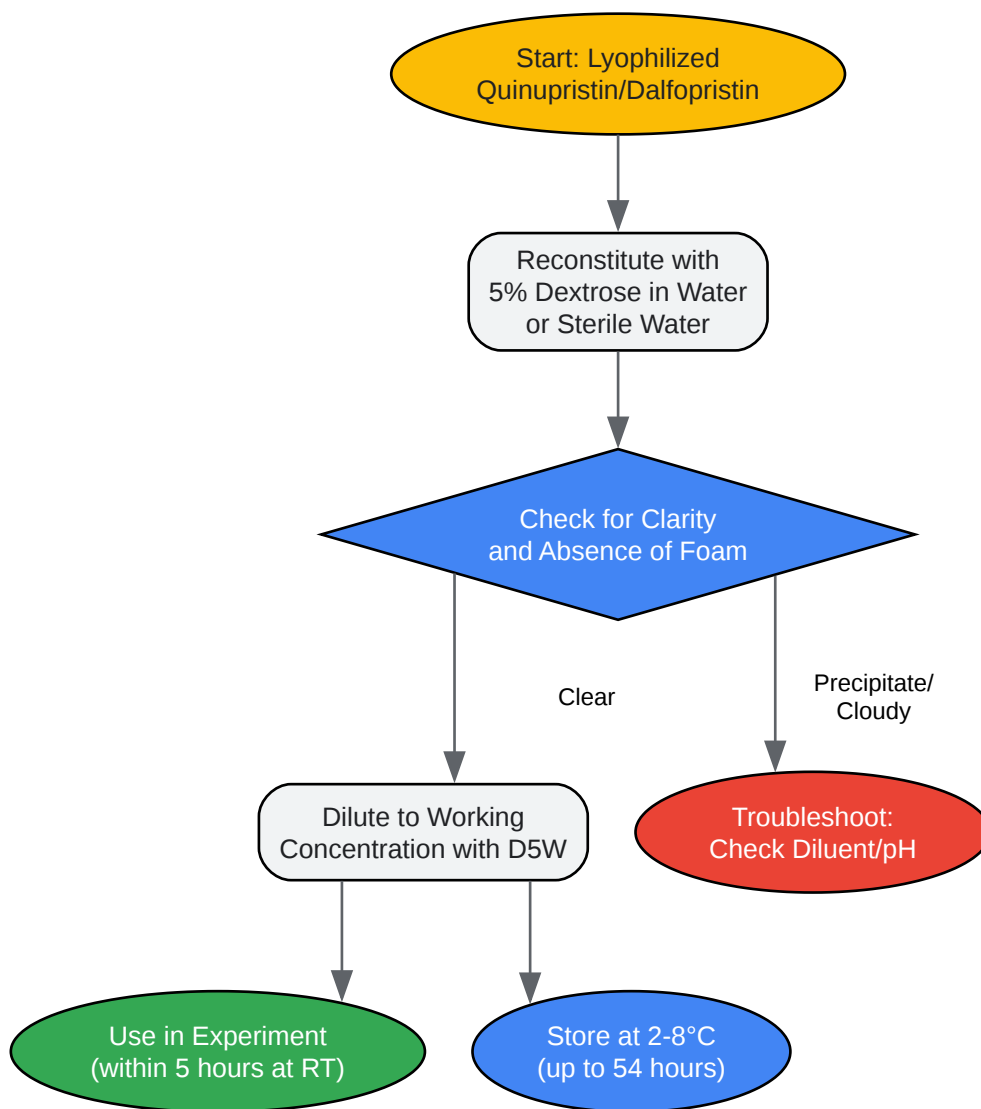 Start: Lyophilized
Quinupristin/Dalfopristin
Reconstitute with
5% Dextrose in Water
or Sterile Water
Check for Clarity
and Absence of Foam
Clear
Precipitate/
Cloudy
Dilute to Working
Concentration with D5W
Troubleshoot:
Check Diluent/pH
Use in Experiment
(within 5 hours at RT)
Store at 2-8°C
(up to 54 hours)